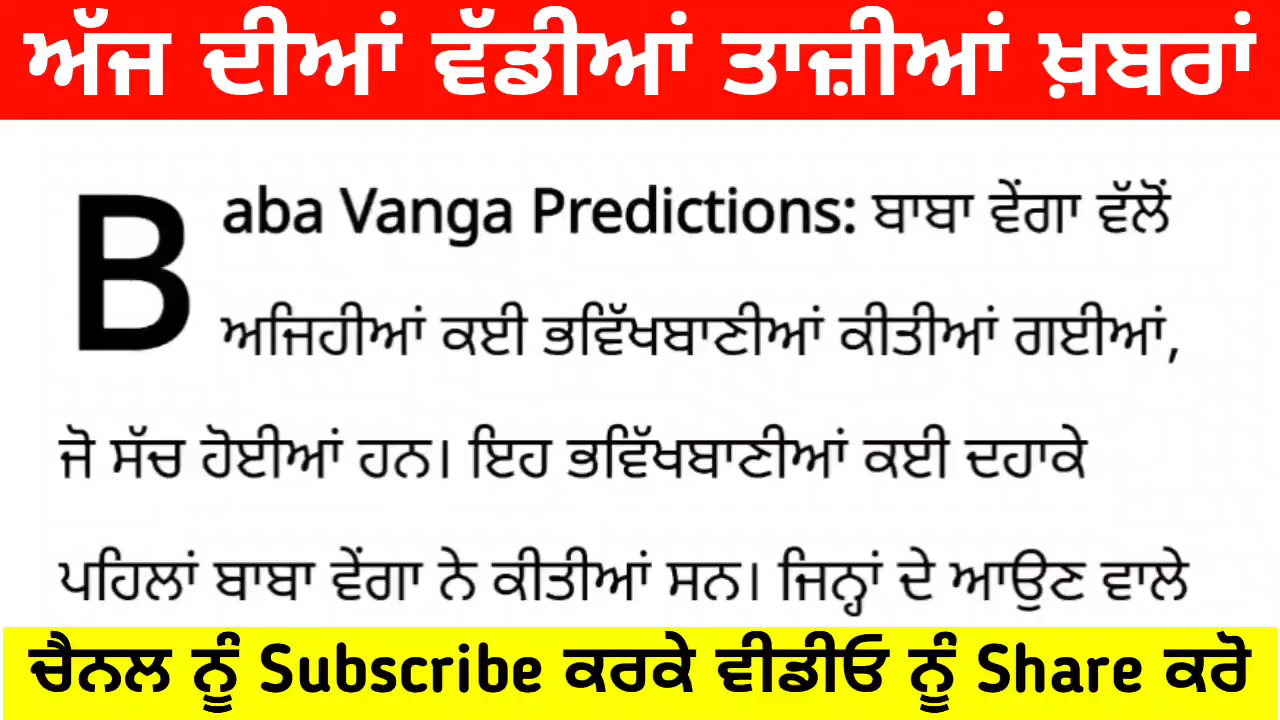 ਅੱਜ ਦੀਆਂ ਵੱਡੀਆਂ ਤਾਜ਼ੀਆਂ ਖ਼ਬਰਾਂ
Baba Vanga Predictions: ਬਾਬਾ ਵੇਂਗਾ ਵੱਲੋਂ
ਅਜਿਹੀਆਂ ਕਈ ਭਵਿੱਖਬਾਣੀਆਂ ਕੀਤੀਆਂ ਗਈਆਂ,
ਜੋ ਸੱਚ ਹੋਈਆਂ ਹਨ। ਇਹ ਭਵਿੱਖਬਾਣੀਆਂ ਕਈ ਦਹਾਕੇ
ਪਹਿਲਾਂ ਬਾਬਾ ਵੇਂਗਾ ਨੇ ਕੀਤੀਆਂ ਸਨ। ਜਿਨ੍ਹਾਂ ਦੇ ਆਉਣ ਵਾਲੇ
ਚੈਨਲ ਨੂੰ Subscribe ਕਰਕੇ ਵੀਡੀਓ ਨੂੰ Share ਕਰੋ